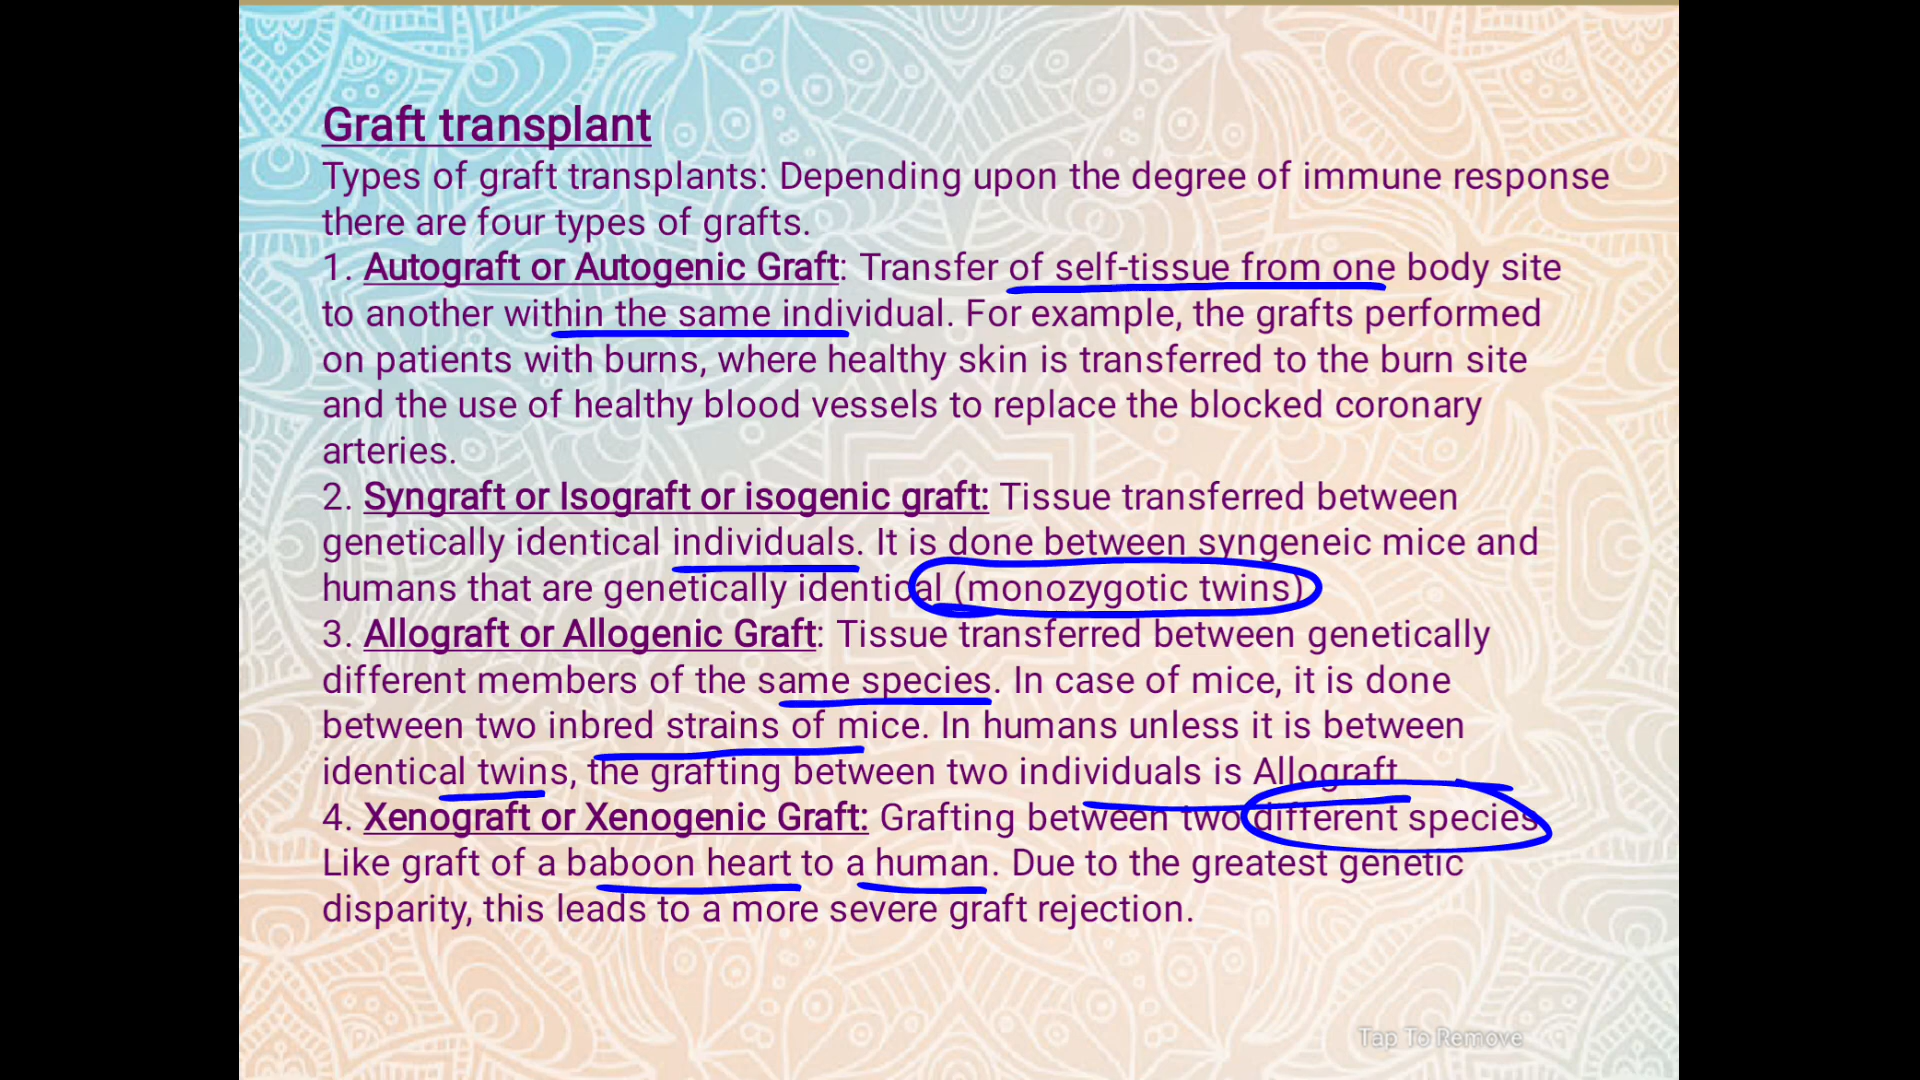 Graft transplant
Types of graft transplants: Depending upon the degree of immune response
there are four types of grafts.
1. Autograft or Autogenic Graft: Transfer of self-tissue from one body site
to another within the same individual. For example, the grafts performed
on patients with burns, where healthy skin is transferred to the burn site
and the use of healthy blood vessels to replace the blocked coronary
arteries.
2. Syngraft or Isograft or isogenic graft: Tissue transferred between
genetically identical individuals. It is done between syngeneic mice and
humans that are genetically identical (monozygotic twins)
3. Allograft or Allogenic Graft: Tissue transferred between genetically
different members of the same species. In case of mice, it is done
between two inbred strains of mice. In humans unless it is between
identical twins, the grafting between two individuals is Allograft
4. Xenograft or Xenogenic Graft: Grafting between two different species
Like graft of a baboon heart to a human. Due to the greatest genetic
disparity, this leads to a more severe graft rejection.
Tap To Remove